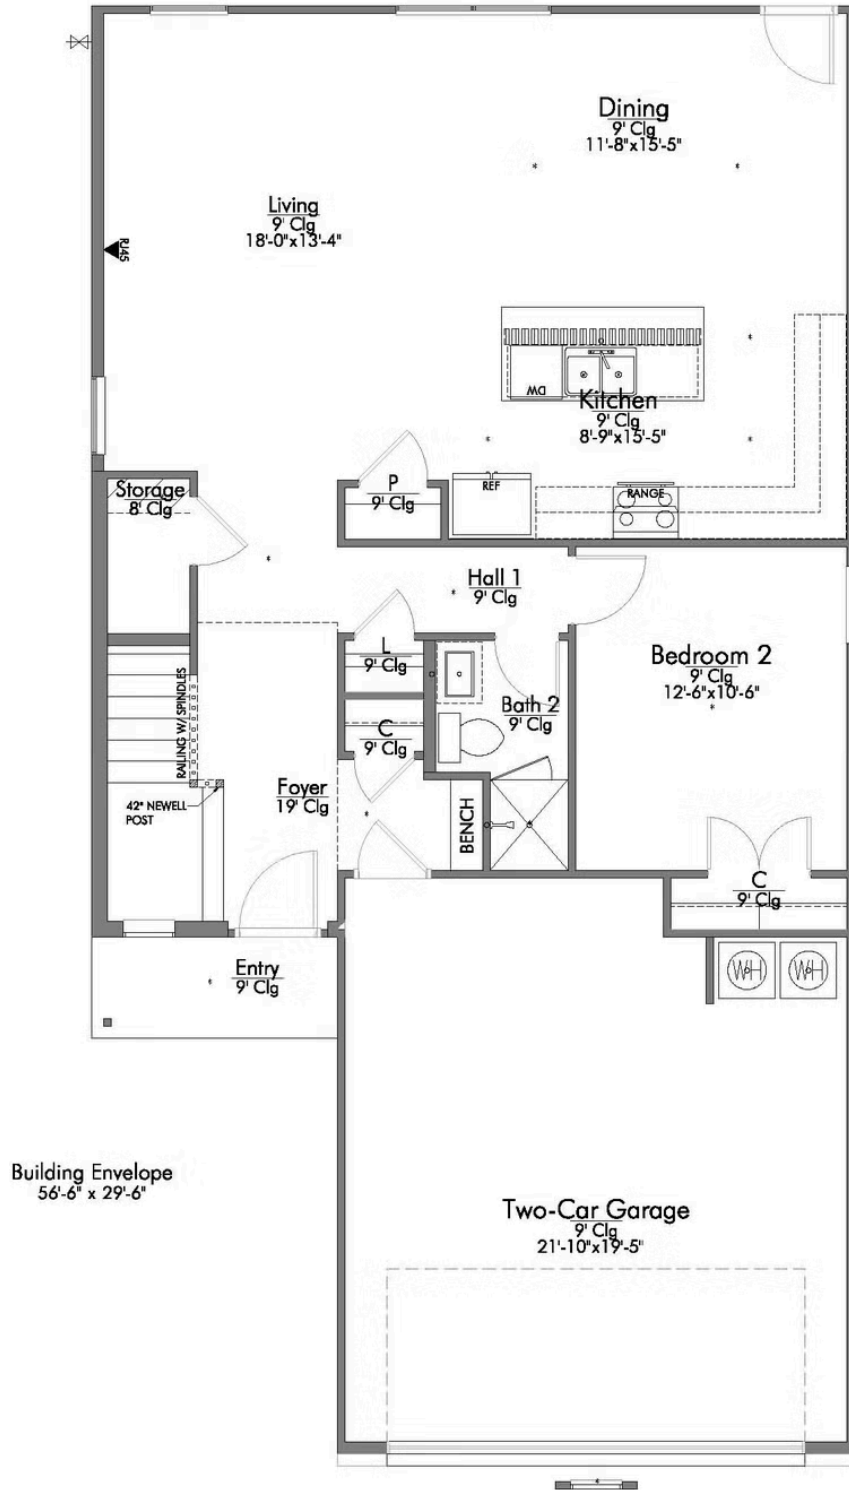 Dining
9' Clg
11'-8"x15'-5"
Living
9' Clg
18'-0"x13'-4"
RJ45
DW
Kitchen
9' Clg
8'-9"x15'-5"
Storage
8' Clg
P
9' Clg
REF
RANGE
Hall 1
9' Clg
L
9' Clg
Bedroom 2
9' Clg
12'-6"x10'-6"
RAILING W/ SPINDLES
Bath 2
9' Clg
C
9' Clg
Foyer
19' Clg
42" NEWELL
POST
BENCH
C
9' Clg
Entry
9' Clg
WH
WH
Building Envelope
56'-6" x 29'-6"
Two-Car Garage
9' Clg
21'-10"x19'-5"